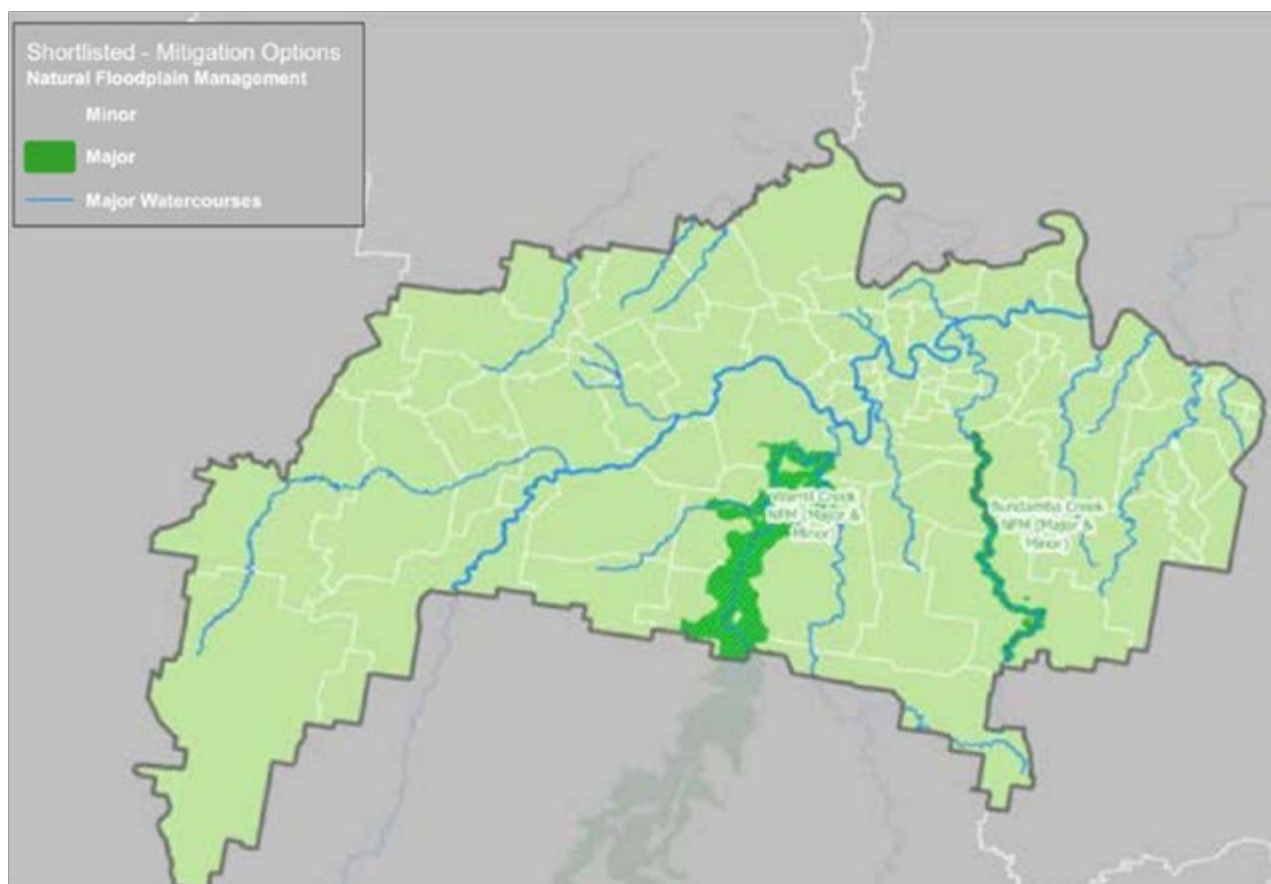 Shortlisted - Mitigation Options
Natural Floodplain Management
Minor
Major
Major Watercourses
Warrill Creek
NFM (Major &
Minor)
Bundamba Creek
NFM (Major &
Minor)